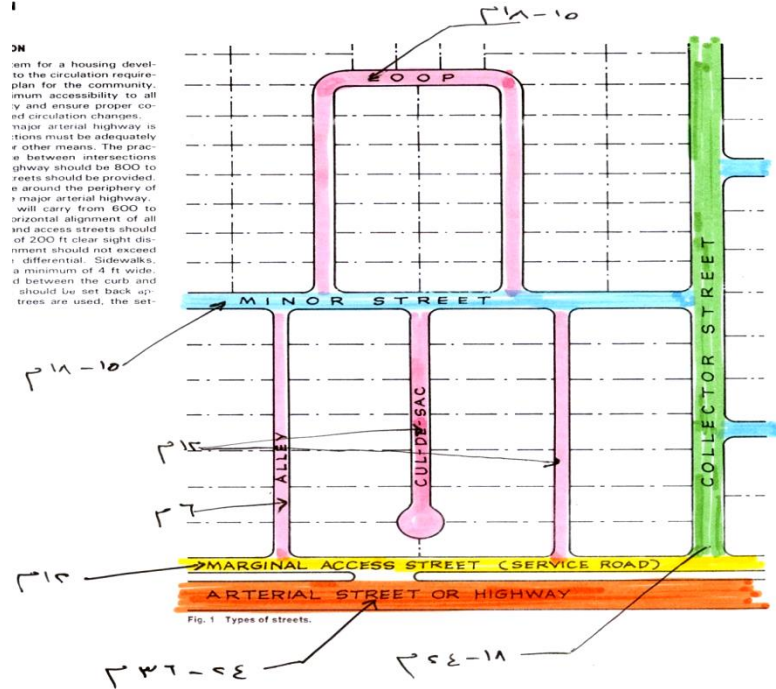 ١٥ - ١٨م
ON
em for a housing devel-
to the circulation require-
plan for the community.
imum accessibility to all
y and ensure proper co-
ed circulation changes.
major arterial highway is
tions must be adequately
r other means. The prac-
e between intersections
ghway should be 800 to
reets should be provided.
e around the periphery of
e major arterial highway.
will carry from 600 to
orizontal alignment of all
and access streets should
of 200 ft clear sight dis-
nment should not exceed
differential. Sidewalks,
a minimum of 4 ft wide.
d between the curb and
should be set back ap-
trees are used, the set-
LOOP
MINOR STREET
COLLECTOR STREET
١٥ - ١٨م
ALLEY
CUL-DE-SAC
١٢م
٦م
١٢م
MARGINAL ACCESS STREET (SERVICE ROAD)
ARTERIAL STREET OR HIGHWAY
Fig. 1 Types of streets.
٢٤ - ٣٦م
١٨ - ٢٤م